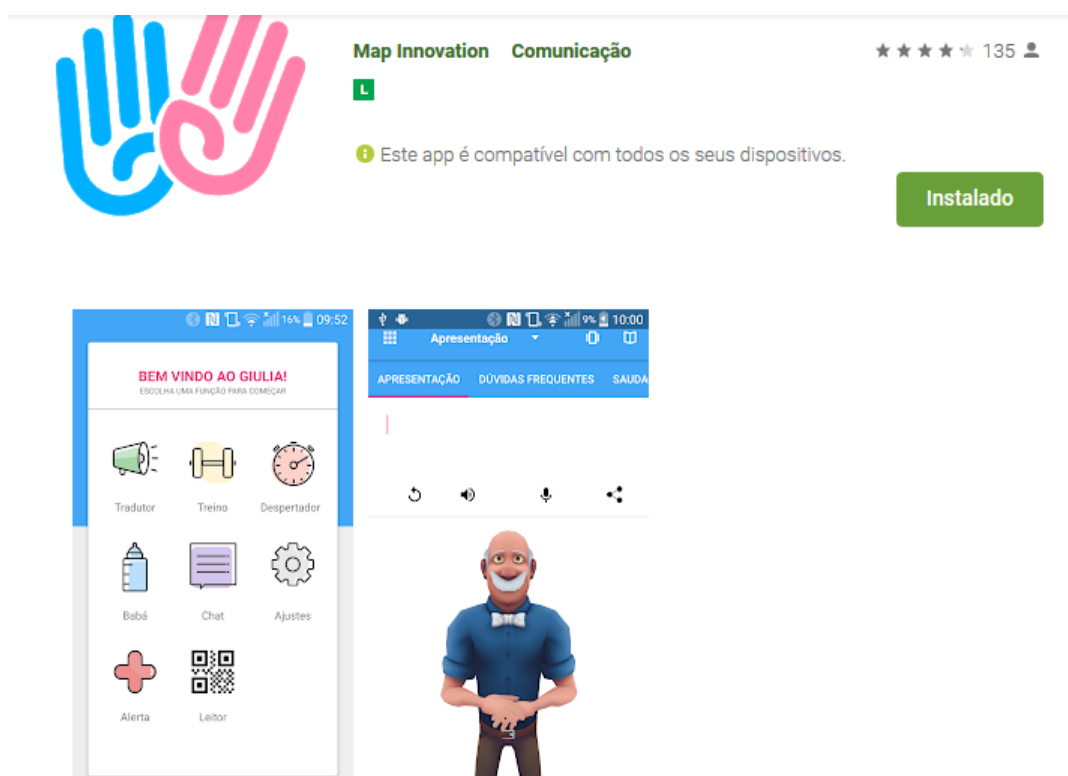 Map Innovation Comunicação 135
L
Este app é compatível com todos os seus dispositivos.
Instalado
16% 09:52
BEM VINDO AO GIULIA!
ESCOLHA UMA FUNÇÃO PARA COMEÇAR
Tradutor Treino Despertador
Babá Chat Ajustes
Alerta Leitor
9% 10:00
Apresentação
APRESENTAÇÃO DÚVIDAS FREQUENTES SAUDA